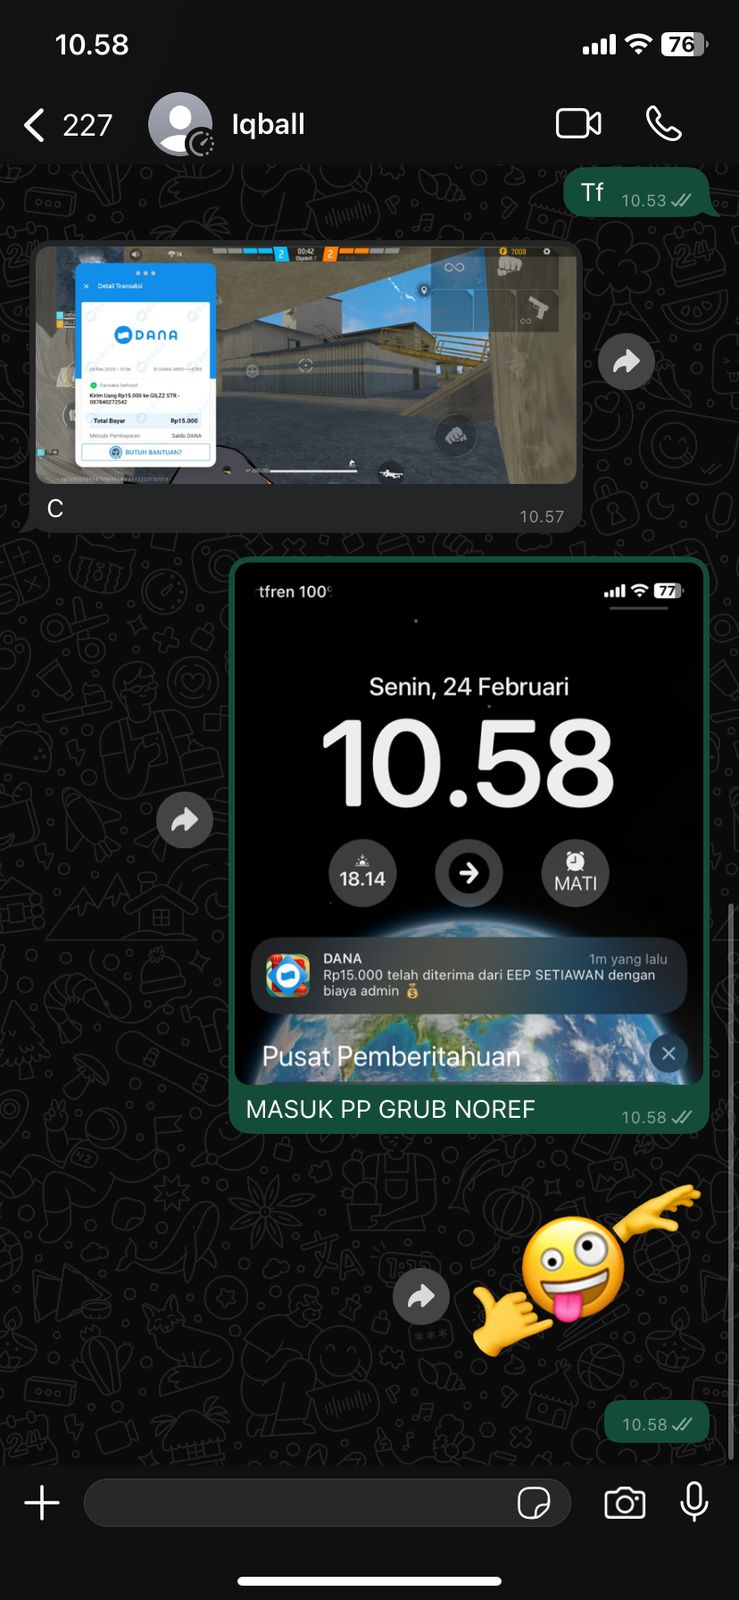 10.58
76
227
Iqball
Tf
10.53
2
00:42
2
7000
Detail Transaksi
DANA
Transaksi berhasil
Kirim Uang Rp15.000 ke GILZZ STR -
087840272542
Total Bayar Rp15.000
Metode Pembayaran Saldo DANA
BUTUH BANTUAN?
C
10.57
tfren 100
77
Senin, 24 Februari
10.58
18.14
MATI
DANA 1m yang lalu
Rp15.000 telah diterima dari EEP SETIAWAN dengan
biaya admin
Pusat Pemberitahuan
MASUK PP GRUB NOREF
10.58
10.58